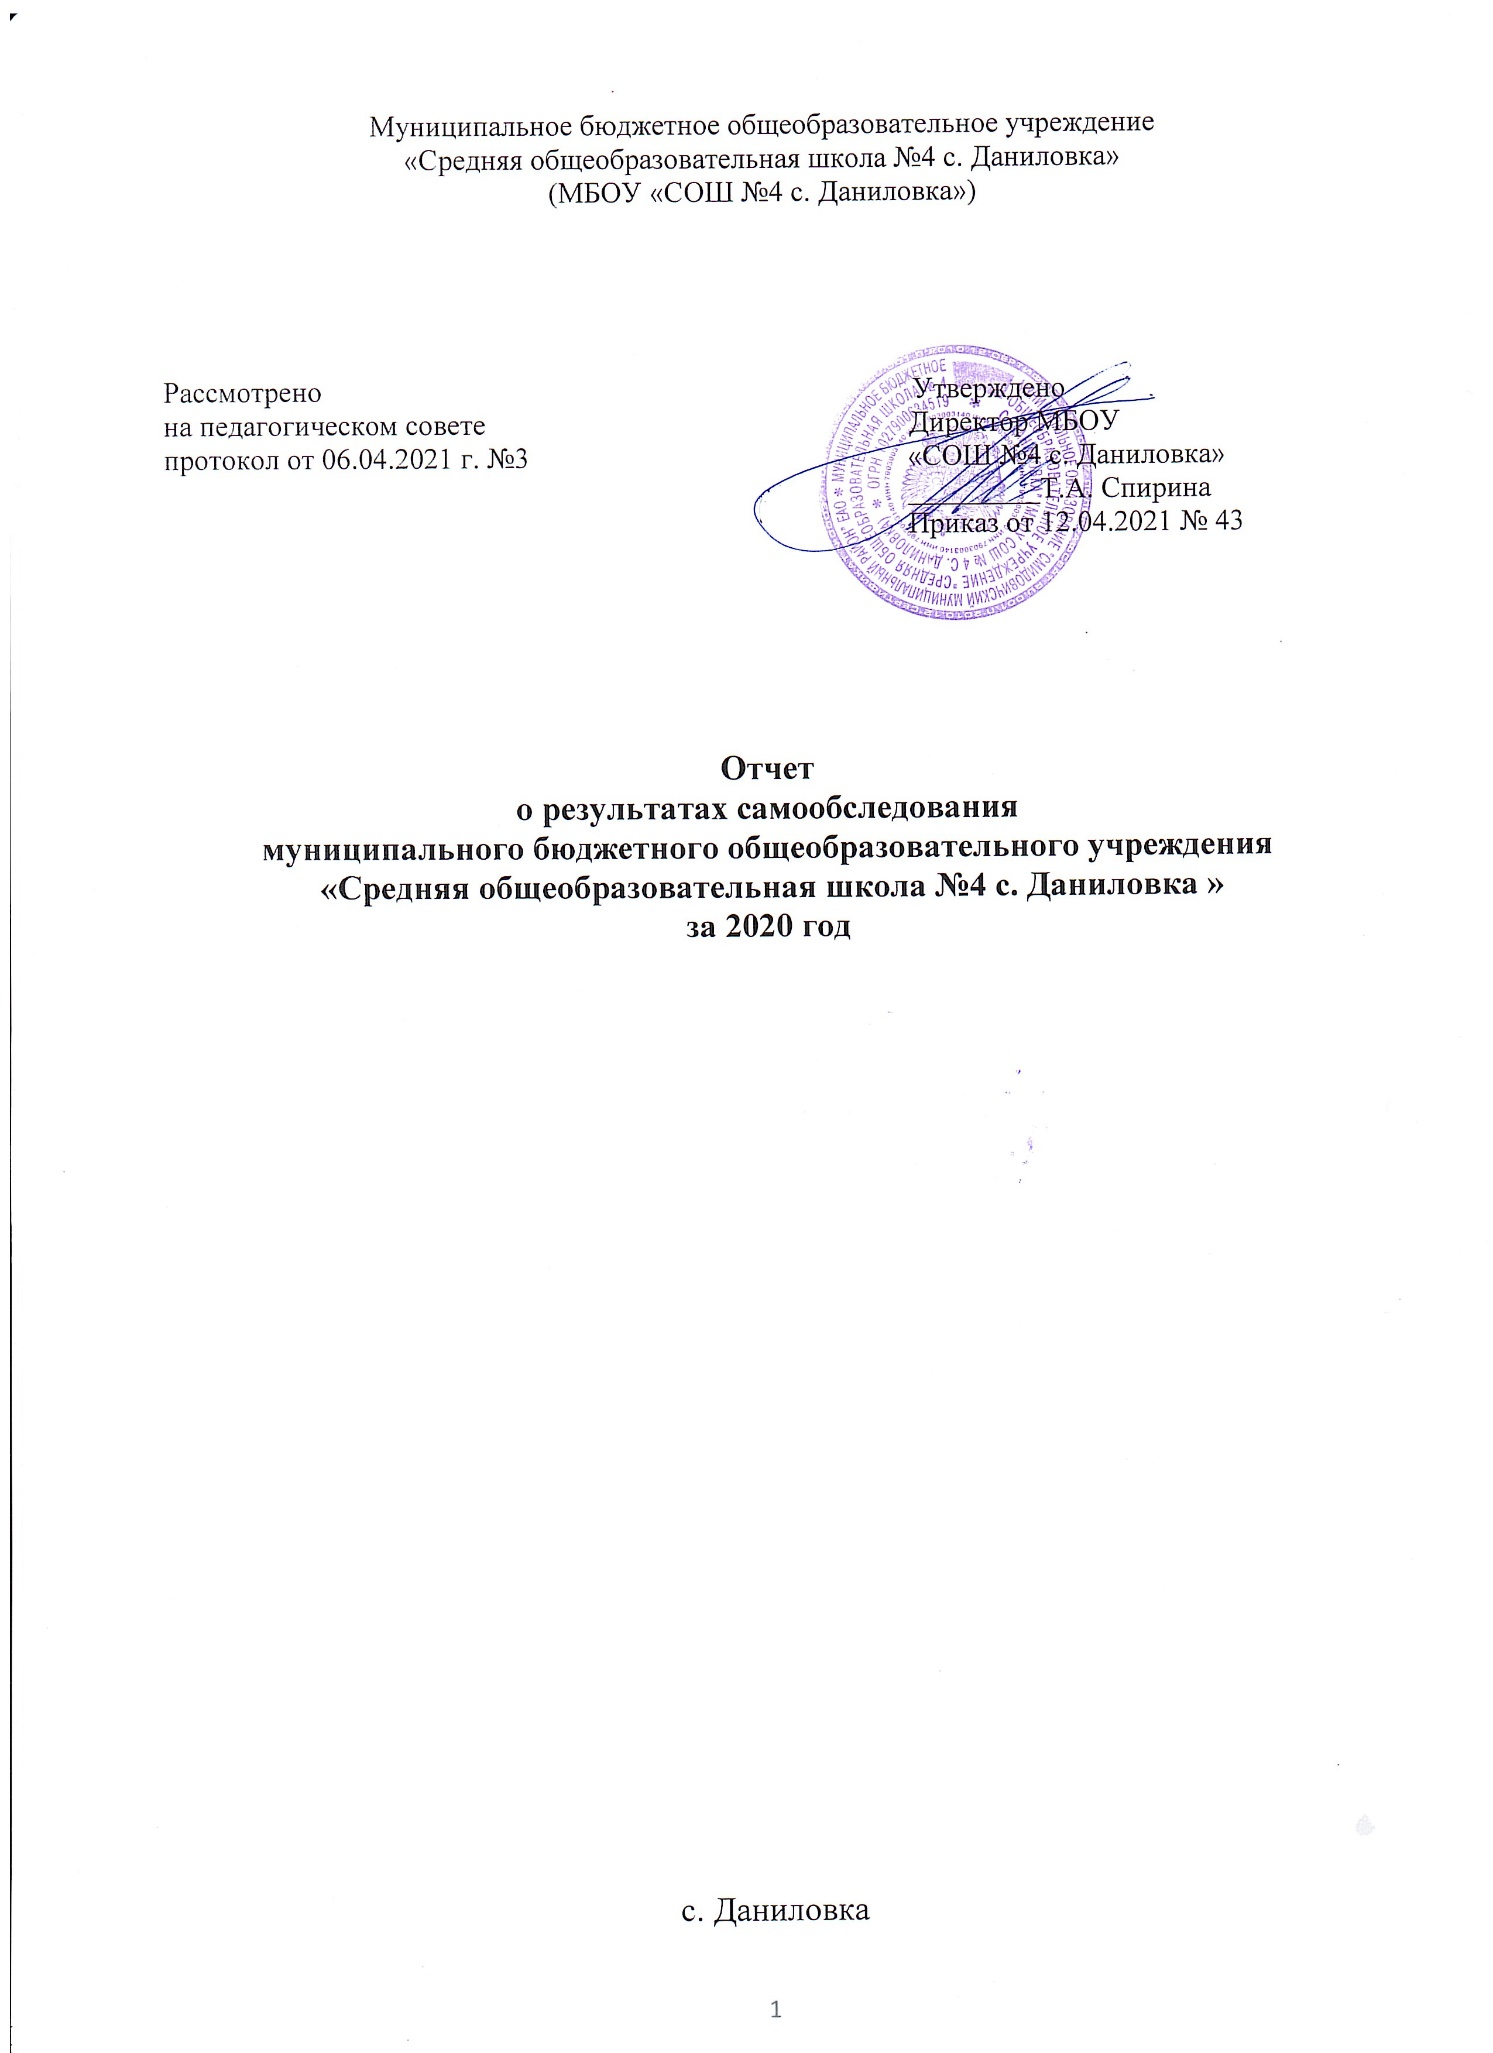 Муниципальное бюджетное общеобразовательное учреждение
«Средняя общеобразовательная школа №4 с. Даниловка»
(МБОУ «СОШ №4 с. Даниловка»)
Рассмотрено
на педагогическом совете
протокол от 06.04.2021 г. №3
Утверждено
Директор МБОУ
«СОШ №4 с. Даниловка»
Т.А. Спирина
Приказ от 12.04.2021 № 43
Отчет
о результатах самообследования
муниципального бюджетного общеобразовательного учреждения
«Средняя общеобразовательная школа №4 с. Даниловка »
за 2020 год
с. Даниловка
1